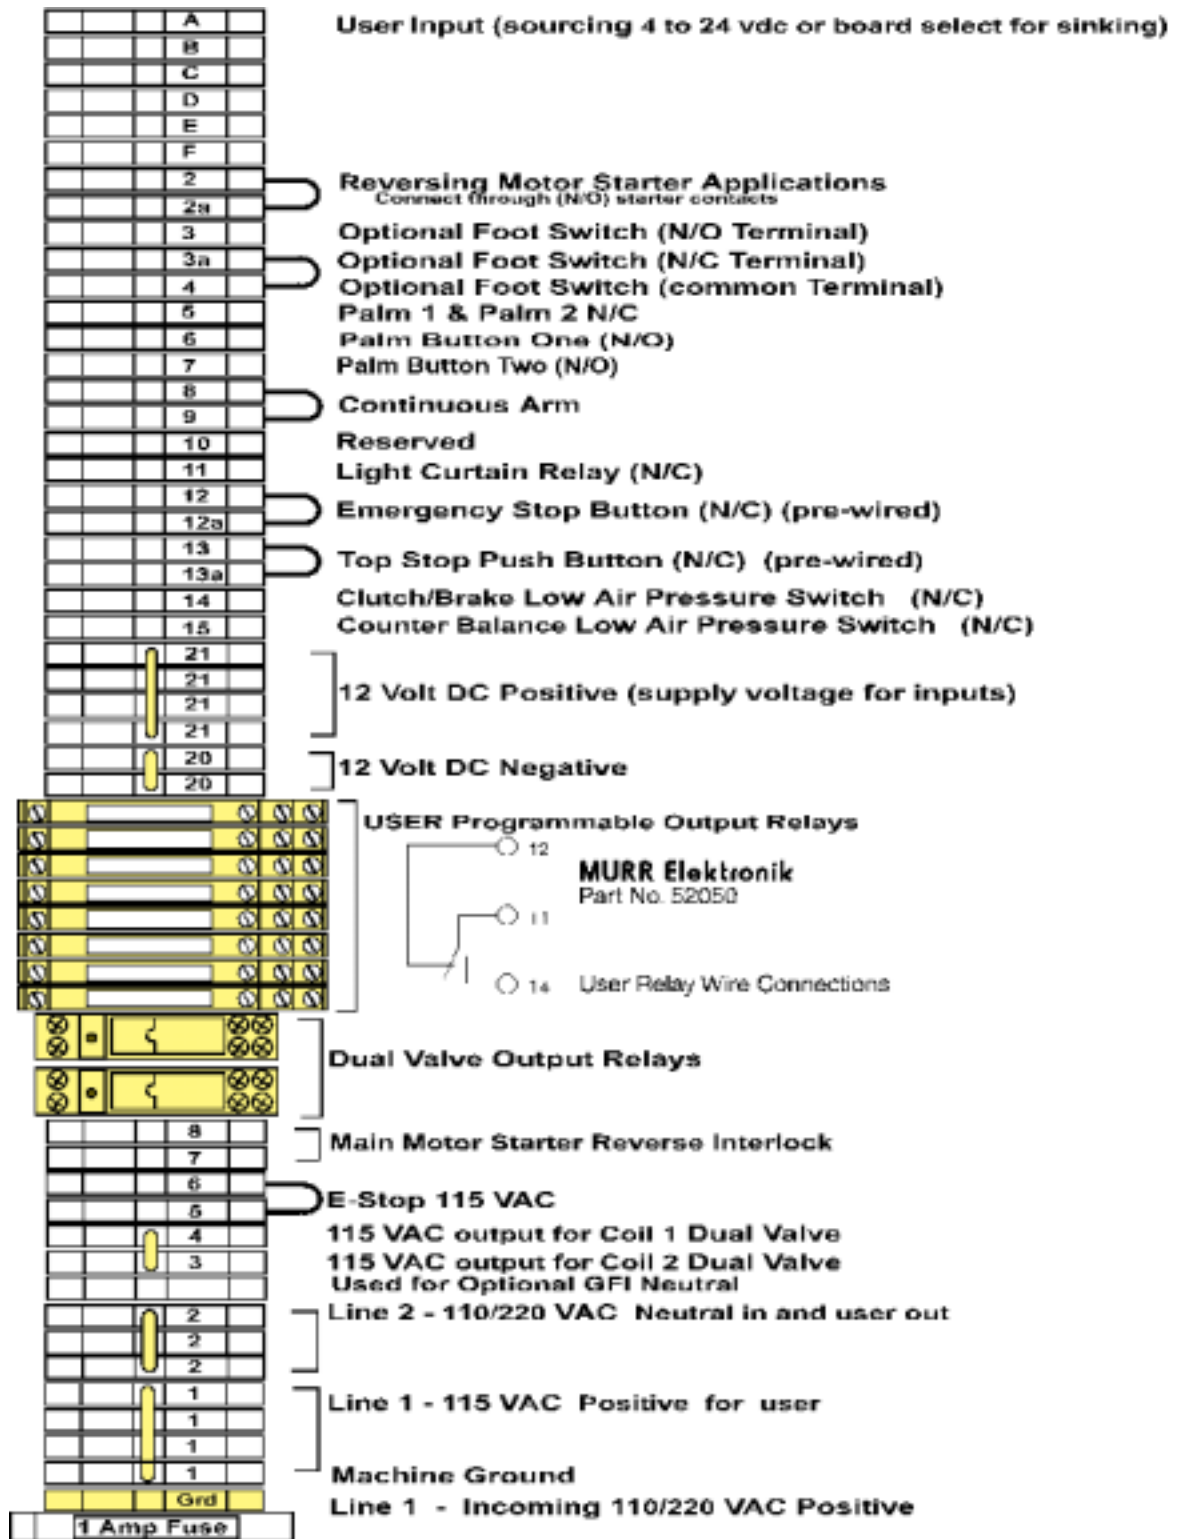 A User Input (sourcing 4 to 24 vdc or board select for sinking)
B
C
D
E
F
2 Reversing Motor Starter Applications
Connect through (N/O) starter contacts
2a
3 Optional Foot Switch (N/O Terminal)
3a Optional Foot Switch (N/C Terminal)
4 Optional Foot Switch (common Terminal)
5 Palm 1 & Palm 2 N/C
6 Palm Button One (N/O)
7 Palm Button Two (N/O)
8
Continuous Arm
9
10 Reserved
11 Light Curtain Relay (N/C)
12
Emergency Stop Button (N/C) (pre-wired)
12a
13
Top Stop Push Button (N/C) (pre-wired)
13a
14 Clutch/Brake Low Air Pressure Switch (N/C)
15 Counter Balance Low Air Pressure Switch (N/C)
21
21
12 Volt DC Positive (supply voltage for inputs)
21
21
20
12 Volt DC Negative
20
USER Programmable Output Relays
12
MURR Elektronik
Part No. 52050
11
14 User Relay Wire Connections
Dual Valve Output Relays
8
Main Motor Starter Reverse Interlock
7
6
E-Stop 115 VAC
5
4 115 VAC output for Coil 1 Dual Valve
3 115 VAC output for Coil 2 Dual Valve
Used for Optional GFI Neutral
2 Line 2 - 110/220 VAC Neutral in and user out
2
2
1 Line 1 - 115 VAC Positive for user
1
1
1 Machine Ground
Grd Line 1 - Incoming 110/220 VAC Positive
1 Amp Fuse